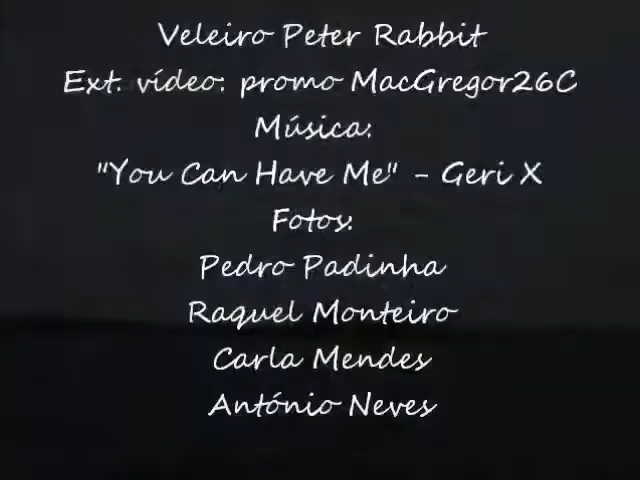 Veleiro Peter Rabbit
Ext. vídeo: promo MacGregor26C
Música:
"You Can Have Me" - Geri X
Fotos:
Pedro Padinha
Raquel Monteiro
Carla Mendes
António Neves